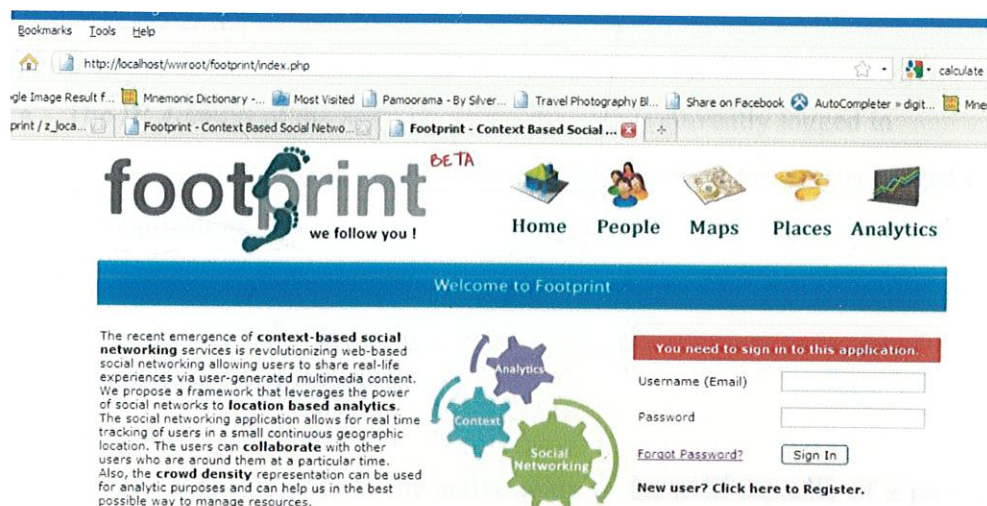 Bookmarks Tools Help
http://localhost/wwroot/footprint/index.php
calculate
gle Image Result f... Mnemonic Dictionary -... Most Visited Pamoorama - By Silver... Travel Photography Bl... Share on Facebook AutoCompleter » digit... Mne
print / z_loca... Footprint - Context Based Social Netwo... Footprint - Context Based Social ...
footprint BETA
we follow you !
Home People Maps Places Analytics
Welcome to Footprint
The recent emergence of context-based social
networking services is revolutionizing web-based
social networking allowing users to share real-life
experiences via user-generated multimedia content.
We propose a framework that leverages the power
of social networks to location based analytics.
The social networking application allows for real time
tracking of users in a small continuous geographic
location. The users can collaborate with other
users who are around them at a particular time.
Also, the crowd density representation can be used
for analytic purposes and can help us in the best
possible way to manage resources.
Analytics
Context
Social
Networking
You need to sign in to this application.
Username (Email)
Password
Forgot Password? Sign In
New user? Click here to Register.